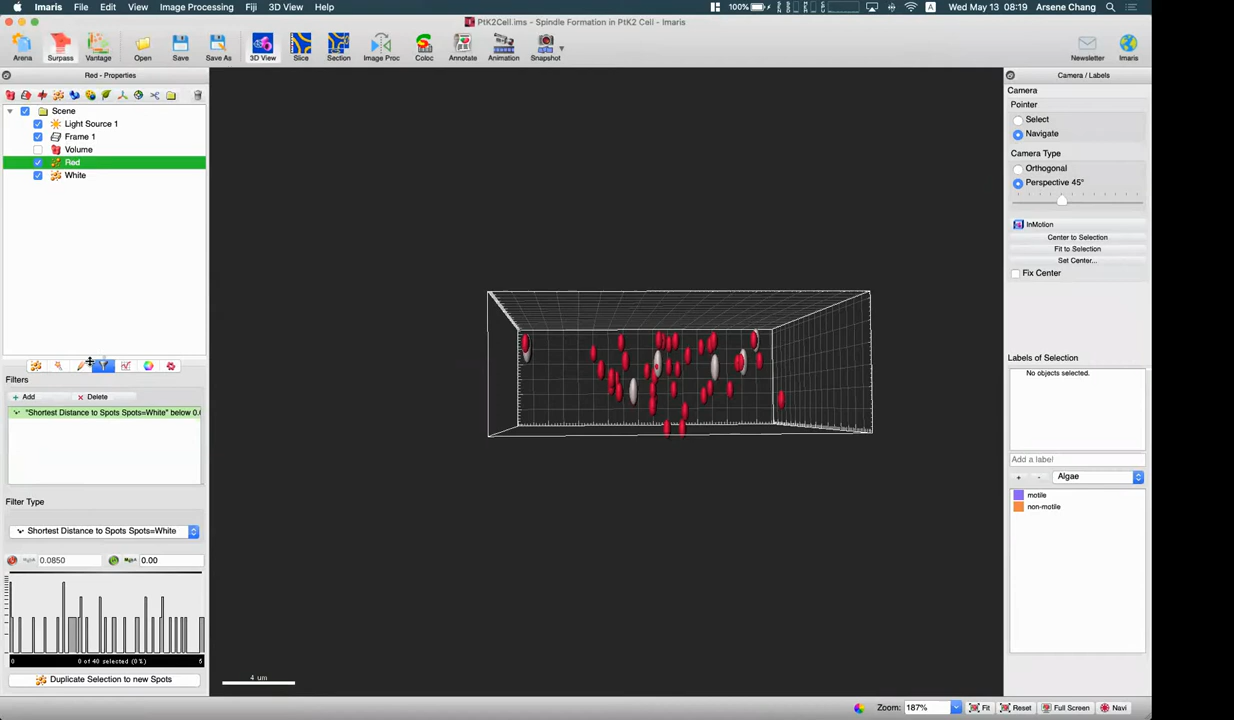 Imaris File Edit View Image Processing Fiji 3D View Help 100% A Wed May 13 08:19 Arsene Chang
PtK2Cell.ims - Spindle Formation in PtK2 Cell - Imaris
Arena Surpass Vantage Open Save Save As 3D View Slice Section Image Proc Coloc Annotate Animation Snapshot Newsletter Imaris
Red - Properties
Camera / Labels
Scene
Light Source 1
Frame 1
Volume
Red
White
Filters
Add Delete
"Shortest Distance to Spots Spots=White" below 0.0
Filter Type
Shortest Distance to Spots Spots=White
0.0850 0.00
0 0 of 40 selected (0%) 5
Duplicate Selection to new Spots
4 um
Camera
Pointer
Select
Navigate
Camera Type
Orthogonal
Perspective 45°
InMotion
Center to Selection
Fit to Selection
Set Center...
Fix Center
Labels of Selection
No objects selected.
Add a label
+ - Algae
motile
non-motile
Zoom: 187% Fit Reset Full Screen Navi